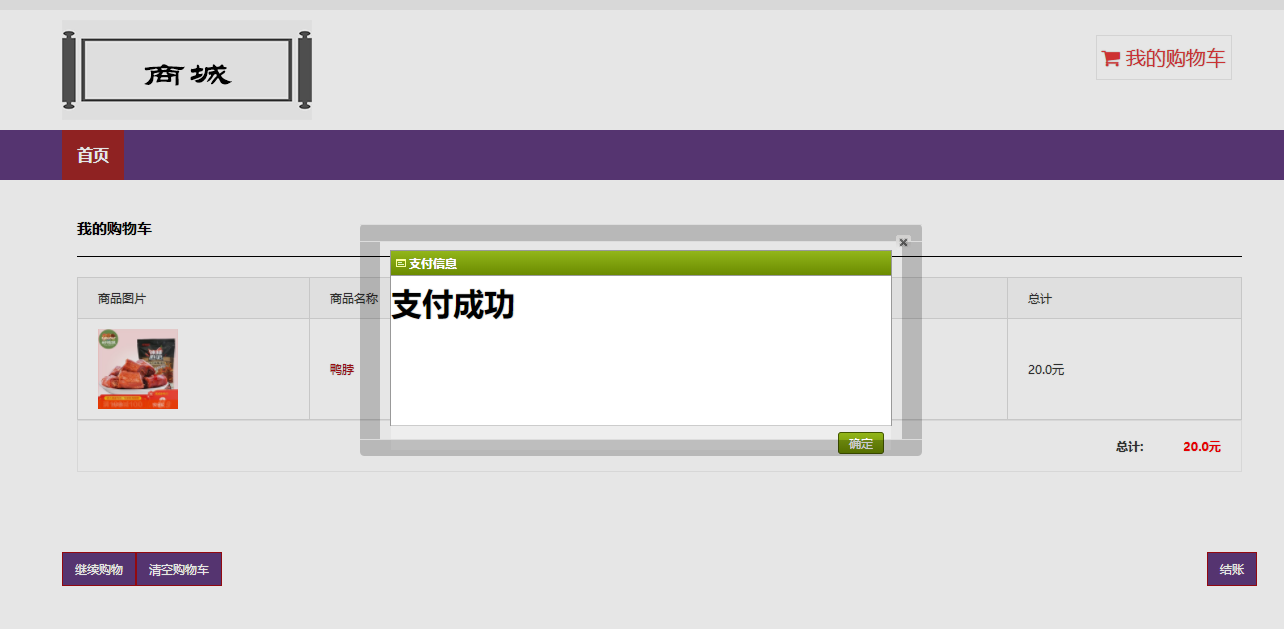 商城
我的购物车
首页
我的购物车
支付信息
商品图片
商品名称
总计
支付成功
鸭脖
20.0元
确定
总计:
20.0元
继续购物
清空购物车
结账